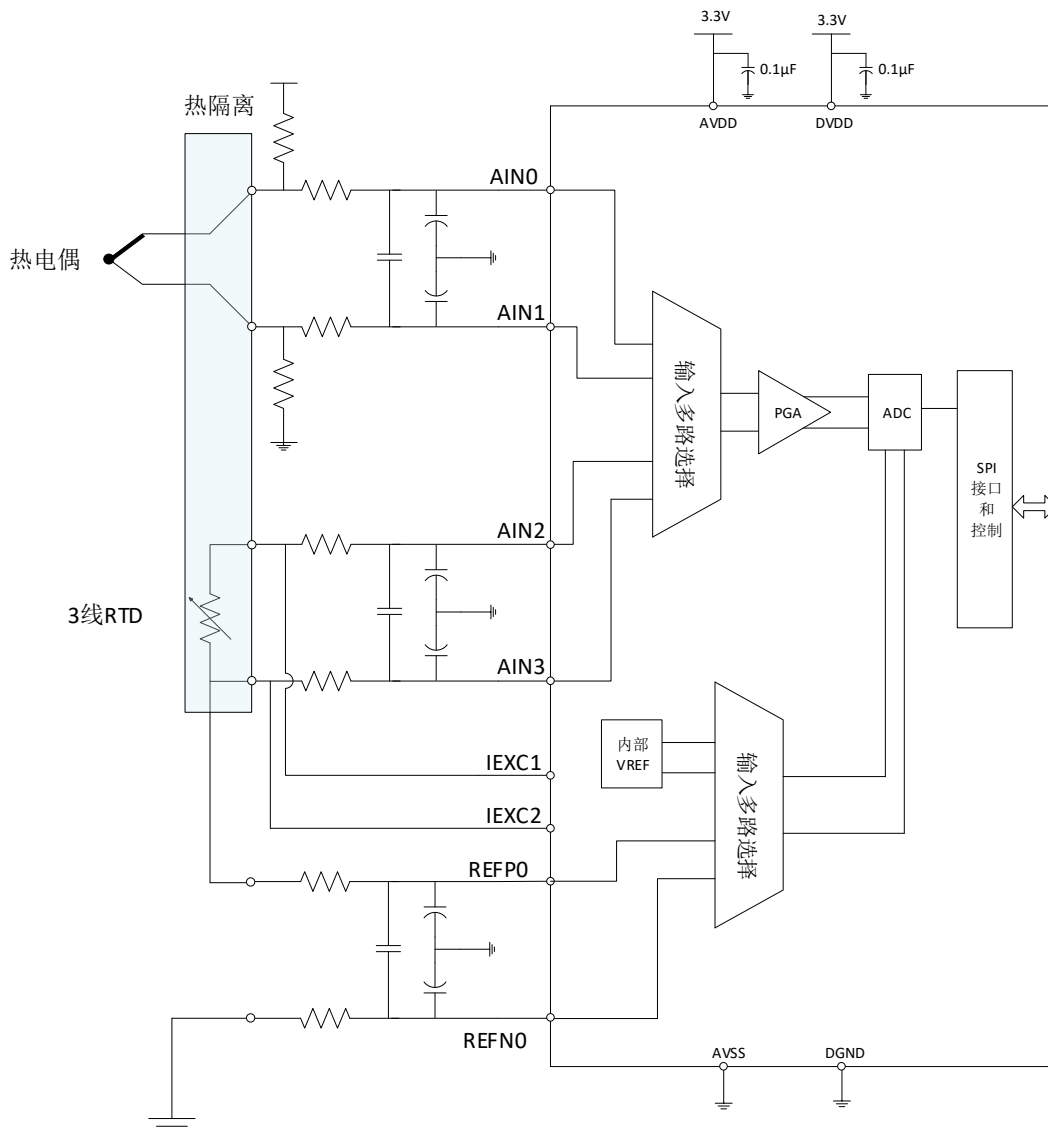 3.3V
3.3V
0.1μF
0.1μF
AVDD
DVDD
热隔离
AIN0
热电偶
AIN1
输入多路选择
PGA
ADC
SPI
接口
和
控制
AIN2
3线RTD
AIN3
内部
VREF
输入多路选择
IEXC1
IEXC2
REFP0
REFN0
AVSS
DGND